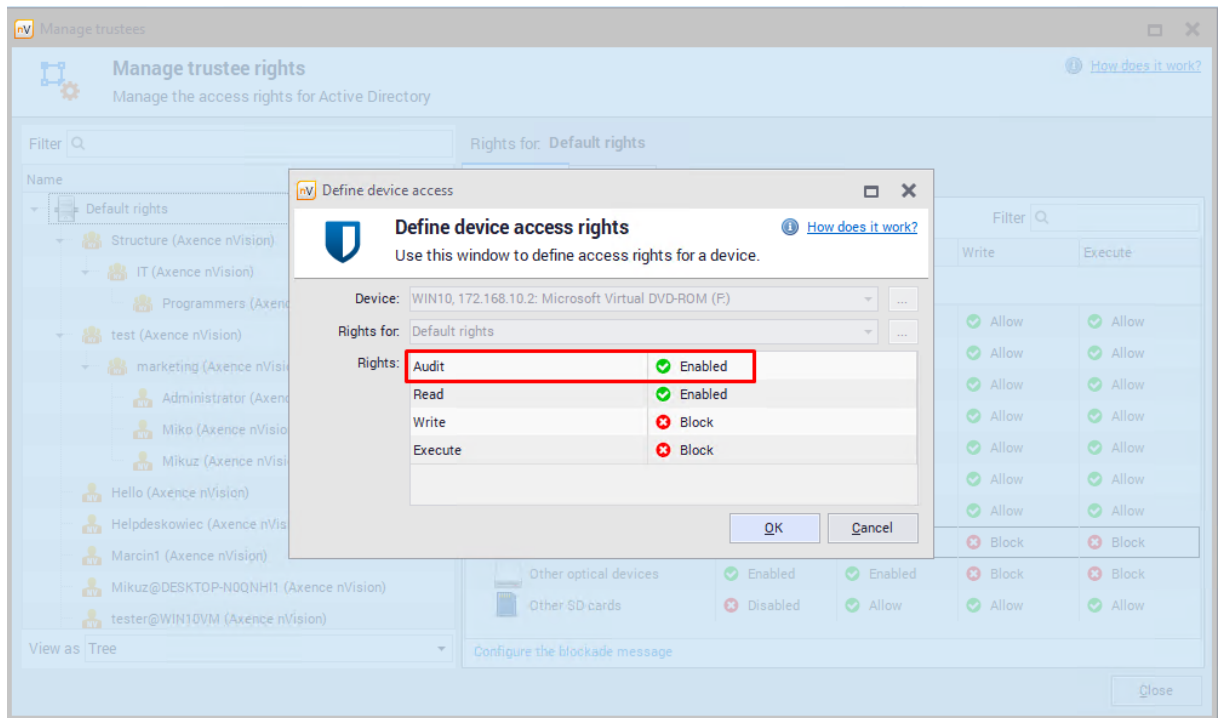 nV Manage trustees
Manage trustee rights
How does it work?
Manage the access rights for Active Directory
Filter
Rights for: Default rights
Name
Default rights
Structure (Axence nVision)
IT (Axence nVision)
Programmers (Axenc
test (Axence nVision)
marketing (Axence nVisi
Administrator (Axenc
Miko (Axence nVisio
Mikuz (Axence nVisi
Hello (Axence nVision)
Helpdeskowiec (Axence nVis
Marcin1 (Axence nVision)
Mikuz@DESKTOP-N0QNHI1 (Axence nVision)
tester@WIN10VM (Axence nVision)
View as Tree
nV Define device access
Define device access rights
How does it work?
Use this window to define access rights for a device.
Device: WIN10, 172.168.10.2: Microsoft Virtual DVD-ROM (F:) ...
Rights for: Default rights ...
Rights:
Audit Enabled
Read Enabled
Write Block
Execute Block
OK Cancel
Filter
Write Execute
Allow Allow
Allow Allow
Allow Allow
Allow Allow
Allow Allow
Allow Allow
Allow Allow
Block Block
Other optical devices Enabled Enabled Block Block
Other SD-cards Disabled Allow Allow Allow
Configure the blockade message
Close